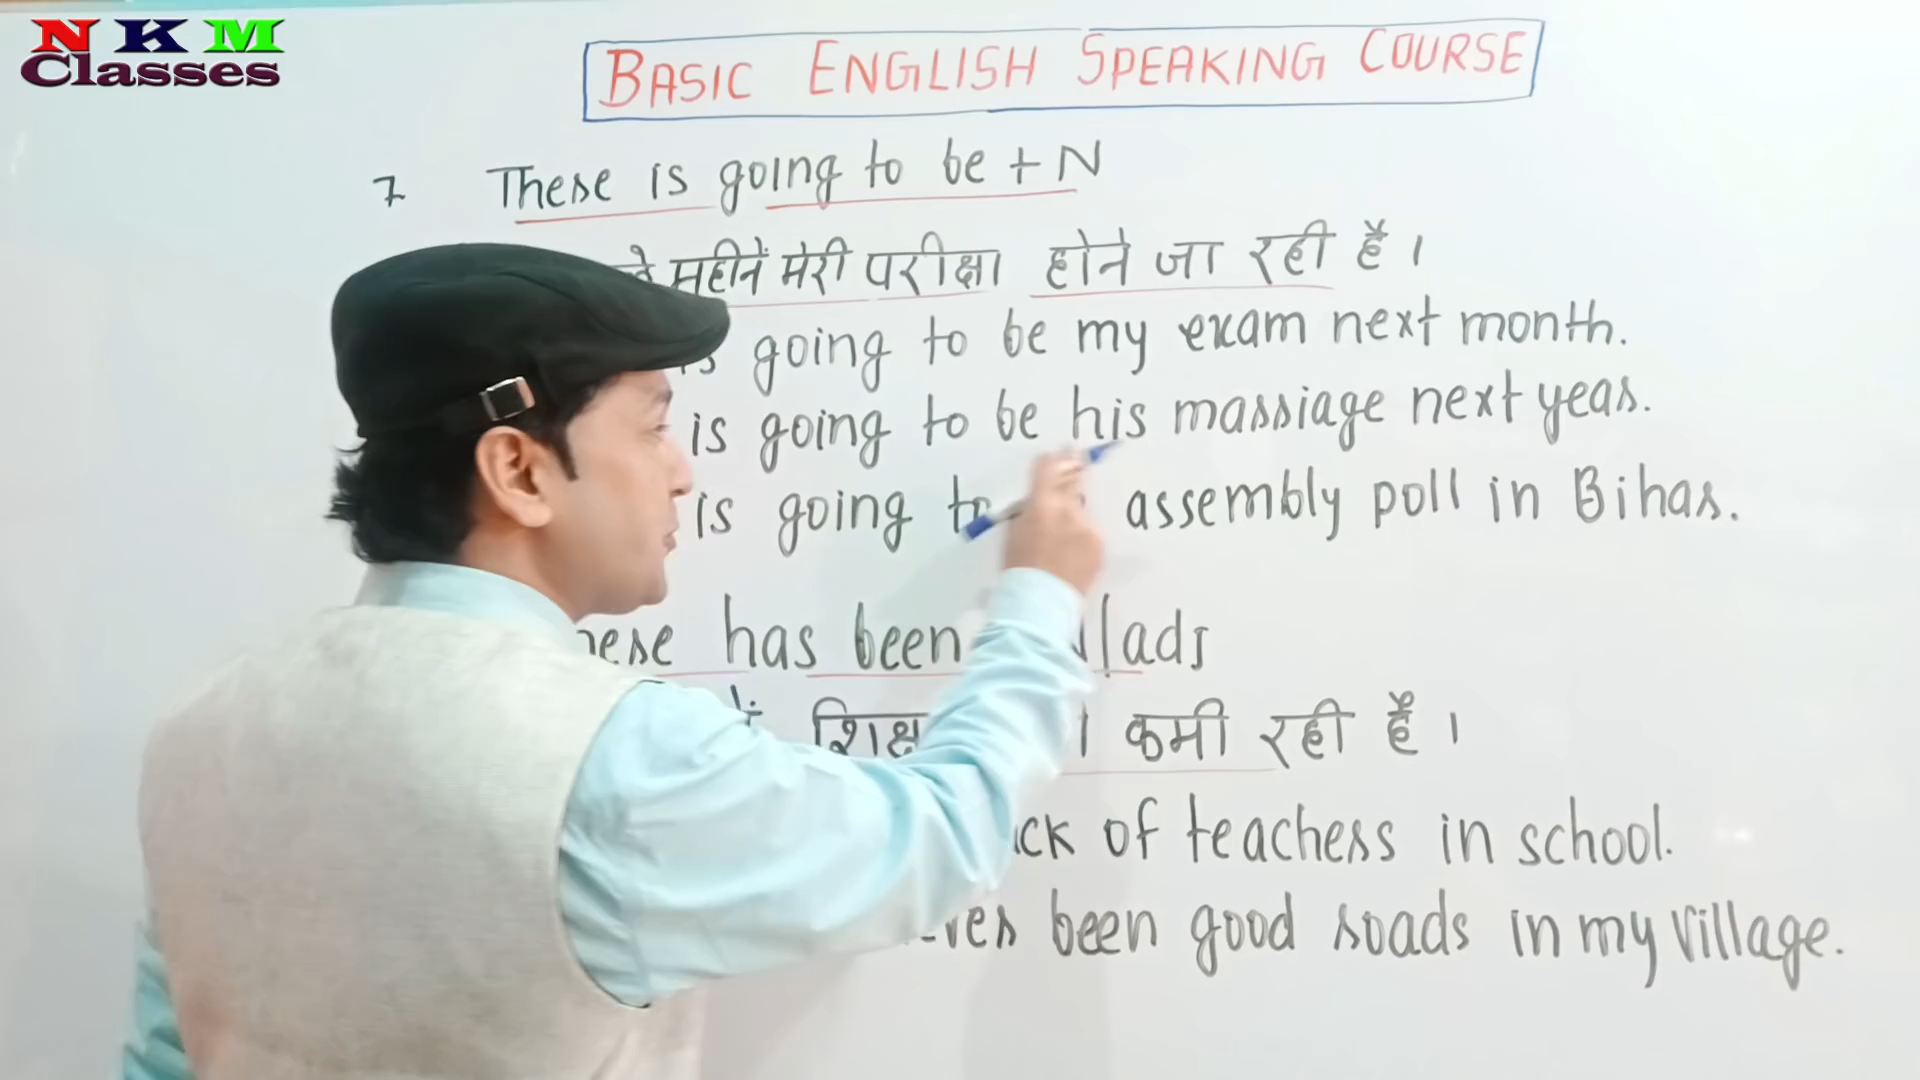 NKM
Classes
BASIC ENGLISH SPEAKING COURSE
7 There is going to be + N
महीनें मेरी परीक्षा होने जा रही हैं ।
is going to be my exam next month.
is going to be his marriage next year.
is going to assembly poll in Bihar.
has been
शिक्ष कमी रही हैं ।
of teachers in school.
been good roads in my village.